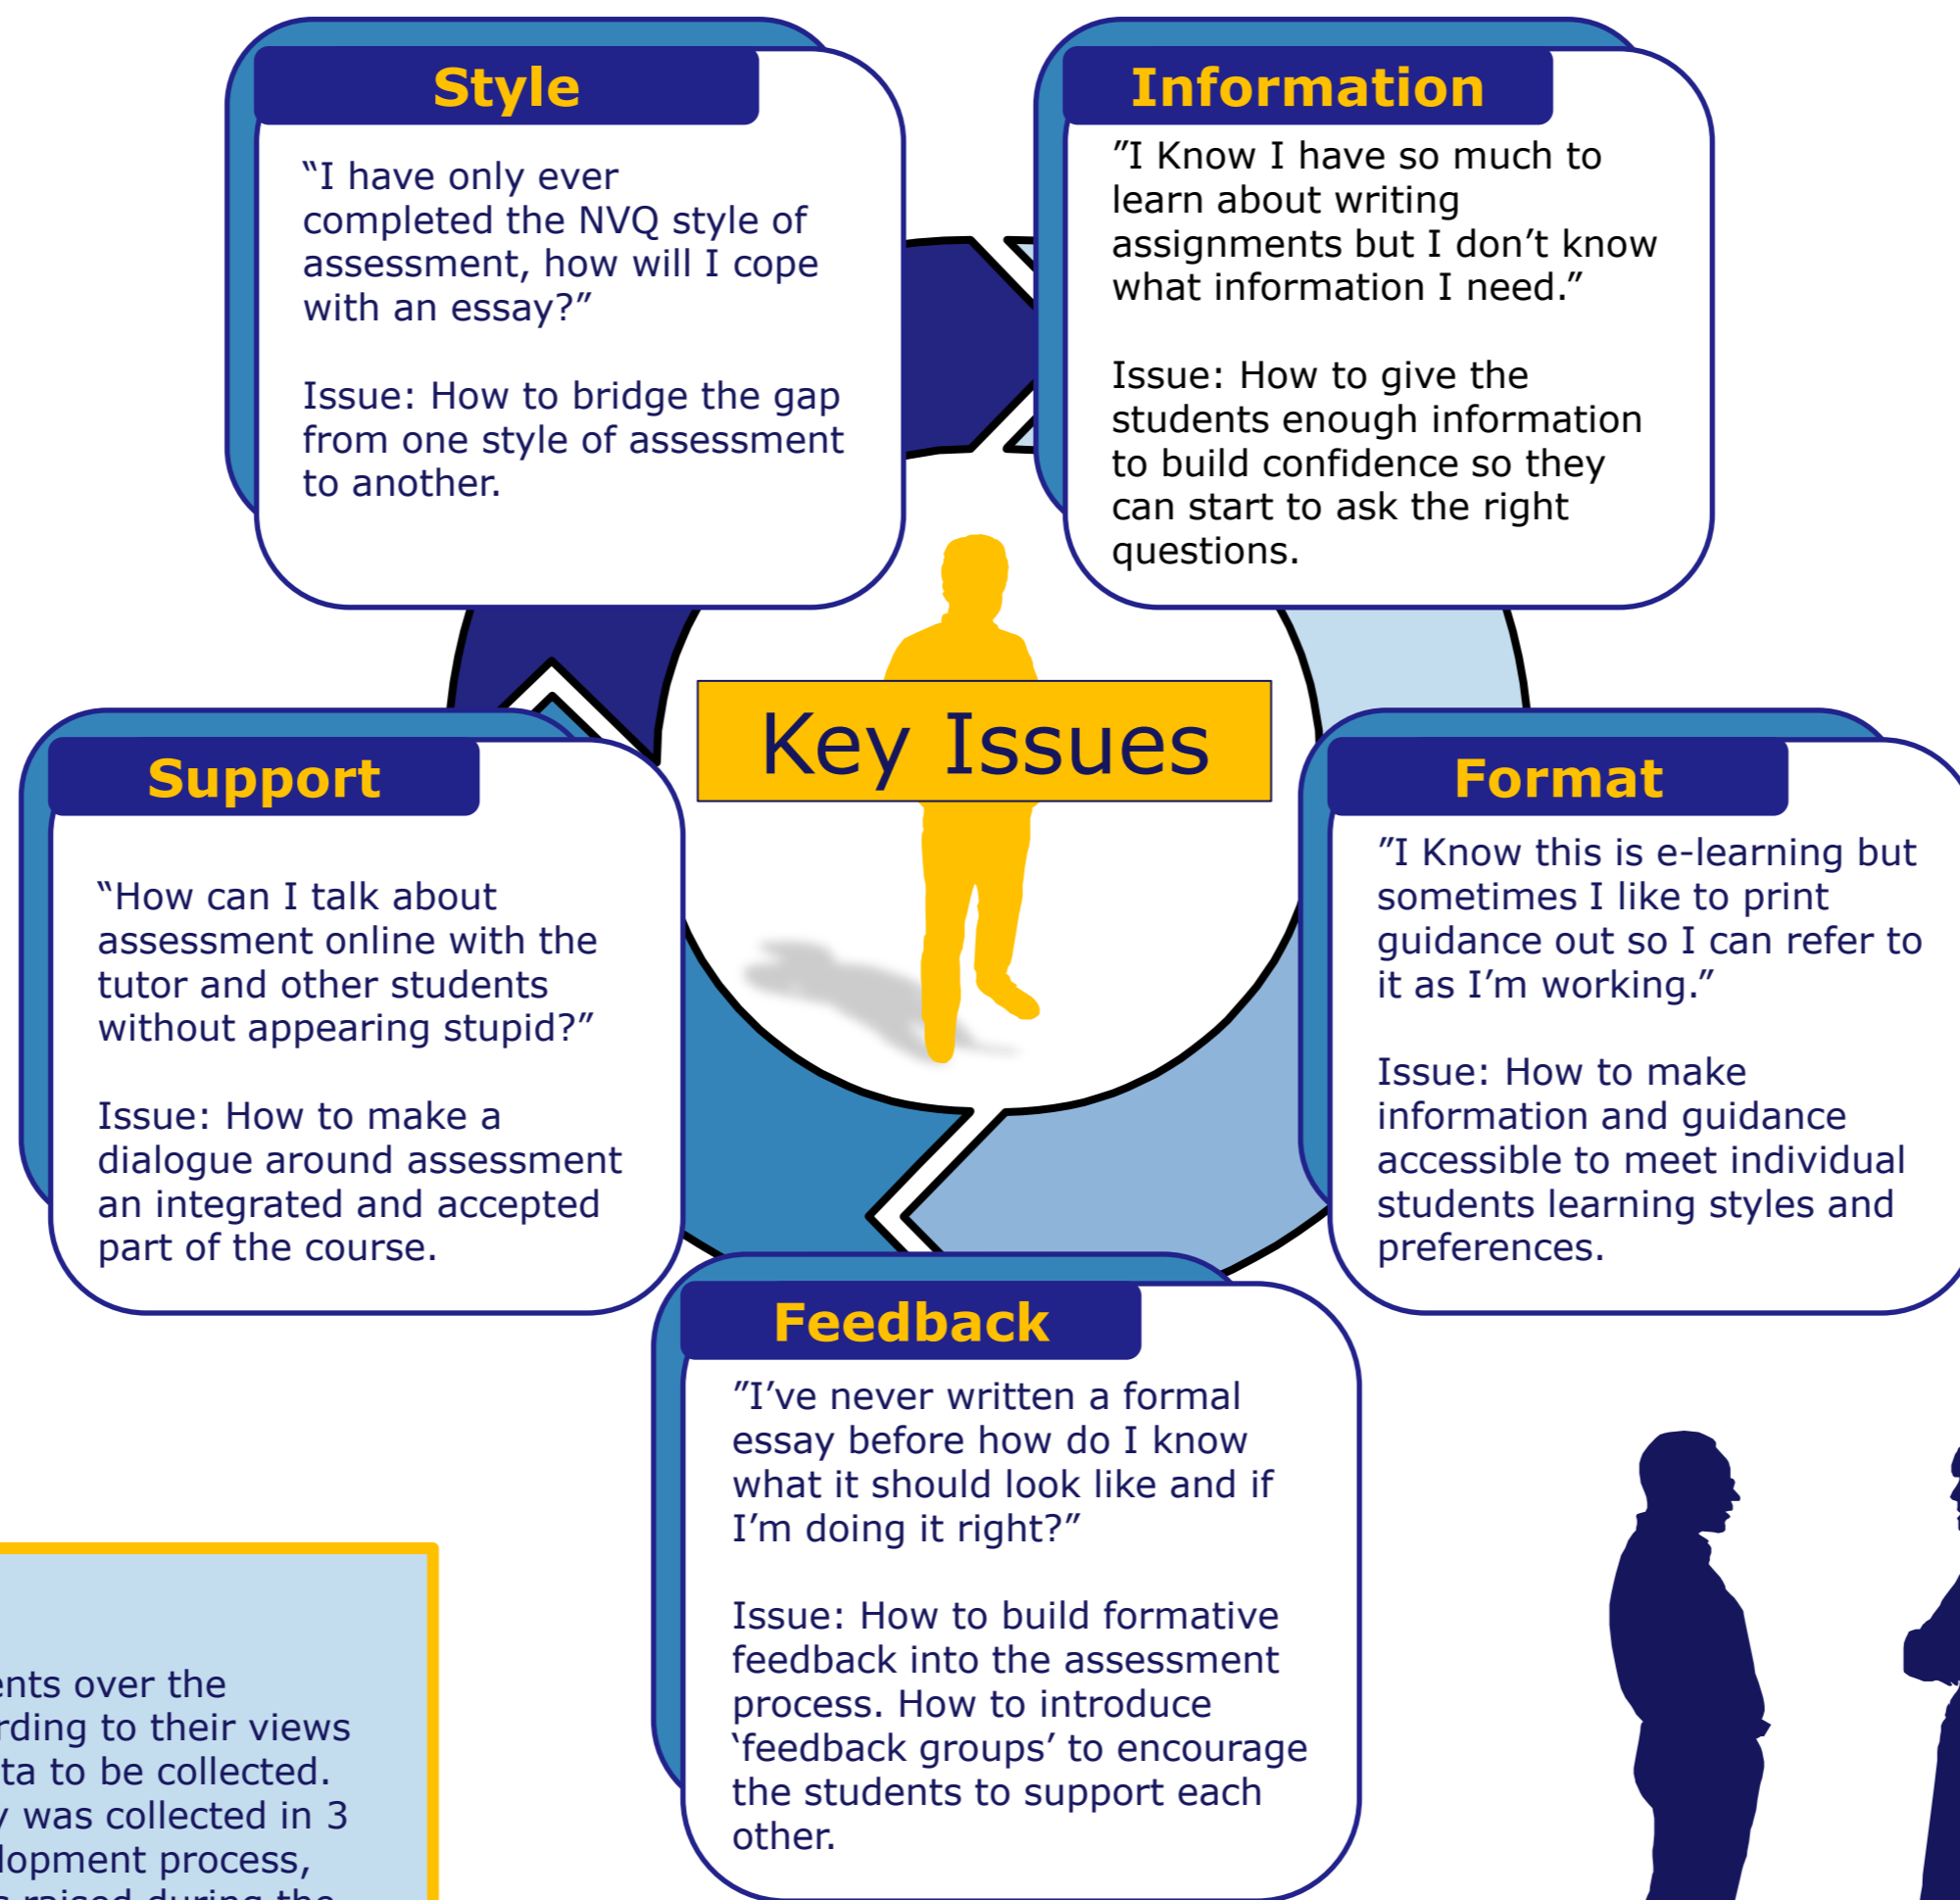 Style
“I have only ever
completed the NVQ style of
assessment, how will I cope
with an essay?”
Issue: How to bridge the gap
from one style of assessment
to another.
Information
”I Know I have so much to
learn about writing
assignments but I don’t know
what information I need.”
Issue: How to give the
students enough information
to build confidence so they
can start to ask the right
questions.
Key Issues
Support
“How can I talk about
assessment online with the
tutor and other students
without appearing stupid?”
Issue: How to make a
dialogue around assessment
an integrated and accepted
part of the course.
Format
”I Know this is e-learning but
sometimes I like to print
guidance out so I can refer to
it as I’m working.”
Issue: How to make
information and guidance
accessible to meet individual
students learning styles and
preferences.
Feedback
”I’ve never written a formal
essay before how do I know
what it should look like and if
I’m doing it right?”
Issue: How to build formative
feedback into the assessment
process. How to introduce
‘feedback groups’ to encourage
the students to support each
other.
over the
to their views
to be collected.
was collected in 3
process,
raised during the